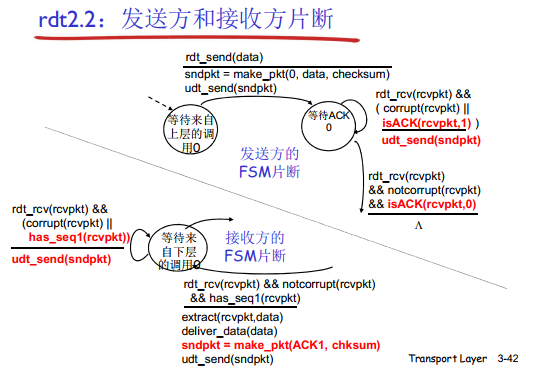 rdt2.2：发送方和接收方片断
rdt_send(data)
sndpkt = make_pkt(0, data, checksum)
udt_send(sndpkt)
等待来自
上层的调
用0
等待ACK
0
rdt_rcv(rcvpkt) &&
( corrupt(rcvpkt) ||
isACK(rcvpkt,1) )
udt_send(sndpkt)
发送方的
FSM片断
rdt_rcv(rcvpkt)
&& notcorrupt(rcvpkt)
&& isACK(rcvpkt,0)
Λ
rdt_rcv(rcvpkt) &&
(corrupt(rcvpkt) ||
has_seq1(rcvpkt))
udt_send(sndpkt)
等待来
自下层
的调用0
接收方的
FSM片断
rdt_rcv(rcvpkt) && notcorrupt(rcvpkt)
&& has_seq1(rcvpkt)
extract(rcvpkt,data)
deliver_data(data)
sndpkt = make_pkt(ACK1, chksum)
udt_send(sndpkt)
Transport Layer 3-42